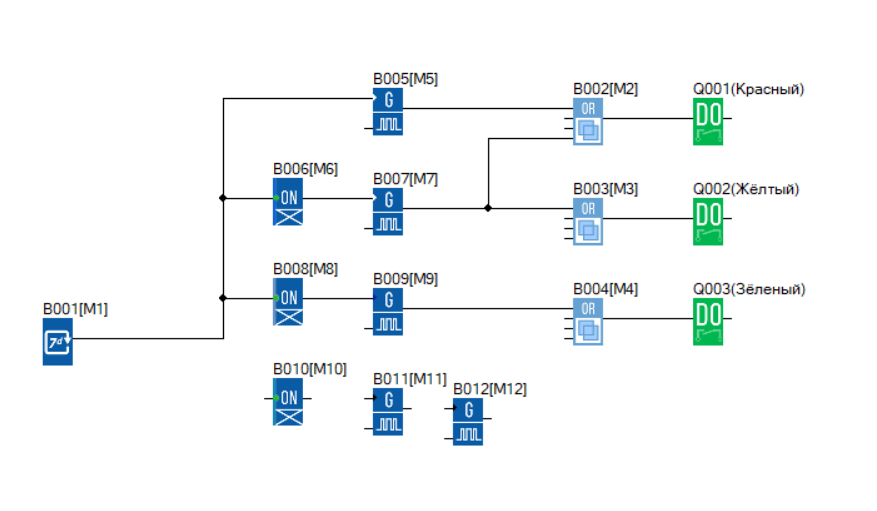 B005[M5]
G
B002[M2]
OR
Q001(Красный)
DO
B006[M6]
ON
B007[M7]
G
B003[M3]
OR
Q002(Жёлтый)
DO
B008[M8]
ON
B009[M9]
G
B004[M4]
OR
Q003(Зёленый)
DO
B001[M1]
7d
B010[M10]
ON
B011[M11]
G
B012[M12]
G